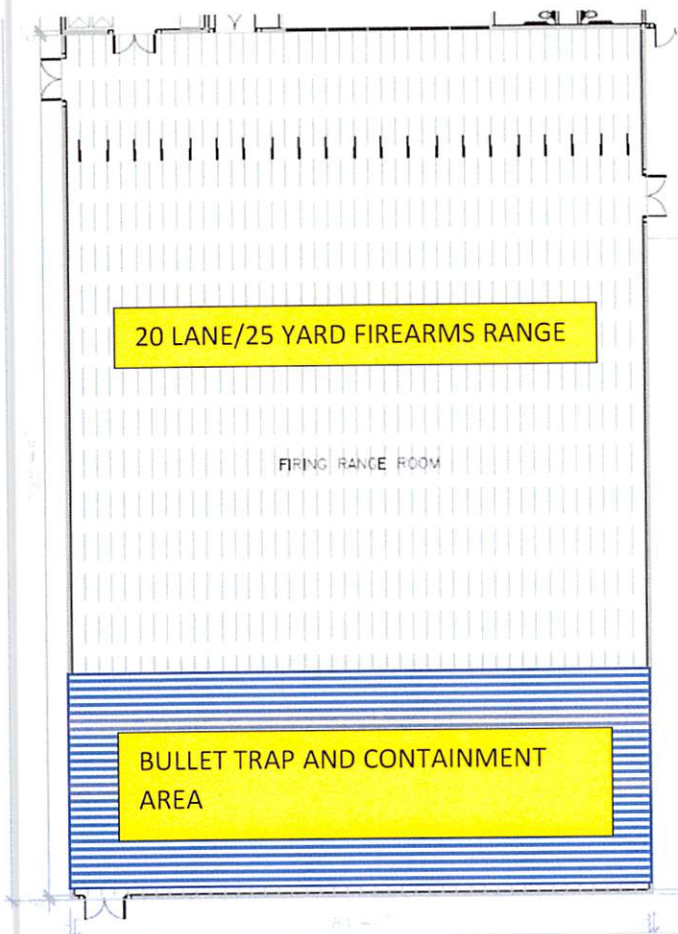 20 LANE/25 YARD FIREARMS RANGE
FIRING RANGE ROOM
BULLET TRAP AND CONTAINMENT
AREA